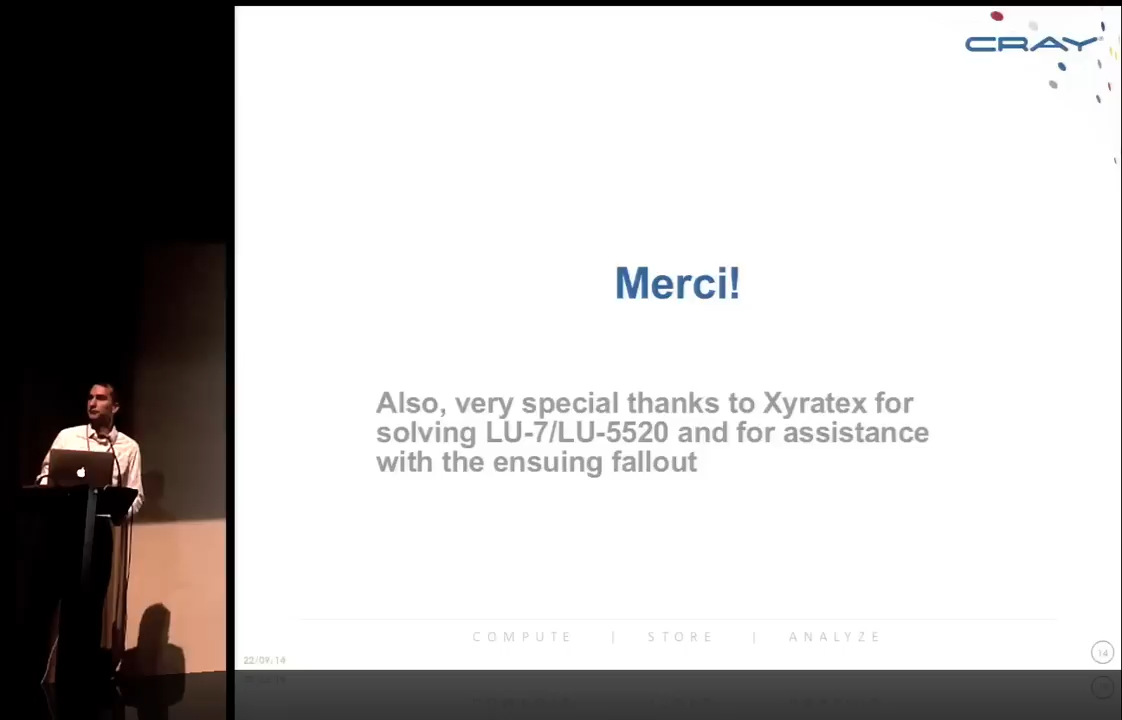 CRAY
Merci!
Also, very special thanks to Xyratex for
solving LU-7/LU-5520 and for assistance
with the ensuing fallout
COMPUTE | STORE | ANALYZE
22/09/14
14